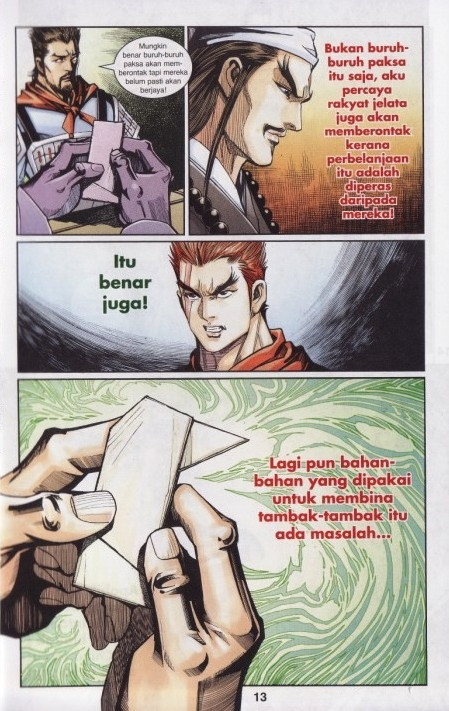 Mungkin
benar buruh-buruh
paksa akan mem-
berontak tapi mereka
belum pasti akan
berjaya!
Bukan buruh-
buruh paksa
itu saja, aku
percaya
rakyat jelata
juga akan
memberontak
kerana
perbelanjaan
itu adalah
diperas
daripada
mereka!
Itu
benar
juga!
Lagi pun bahan-
bahan yang dipakai
untuk membina
tambak-tambak itu
ada masalah...
13